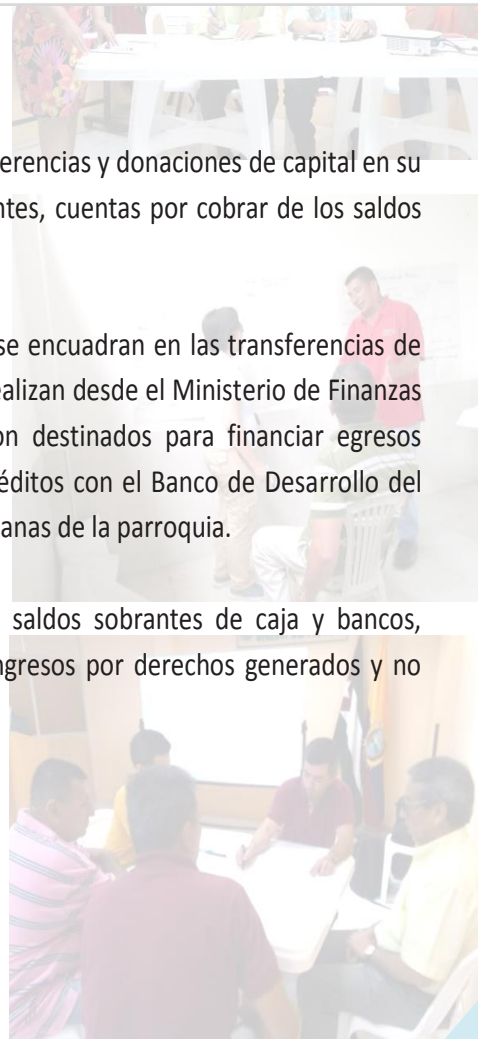 erencias y donaciones de capital en su
ntes, cuentas por cobrar de los saldos
se encuadran en las transferencias de
ealizan desde el Ministerio de Finanzas
on destinados para financiar egresos
éditos con el Banco de Desarrollo del
anas de la parroquia.
saldos sobrantes de caja y bancos,
ngresos por derechos generados y no